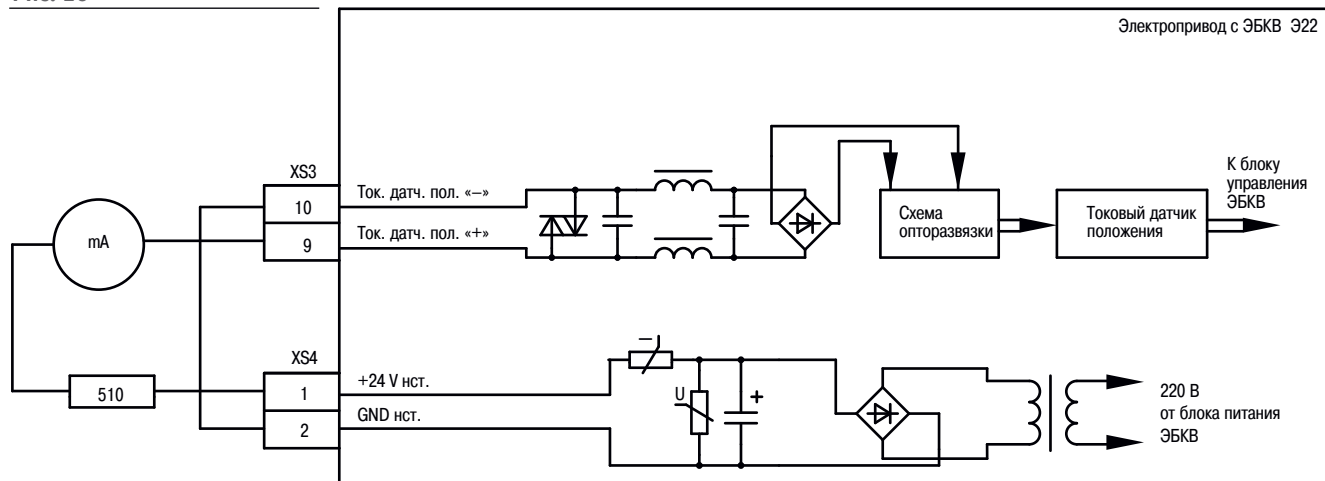 Электропривод с ЭБКВ Э22
XS3
10
9
Ток. датч. пол. «–»
Ток. датч. пол. «+»
mA
Схема
опторазвязки
Токовый датчик
положения
К блоку
управления
ЭБКВ
XS4
1
2
+24 V нст.
GND нст.
510
–
U
+
220 В
от блока питания
ЭБКВ